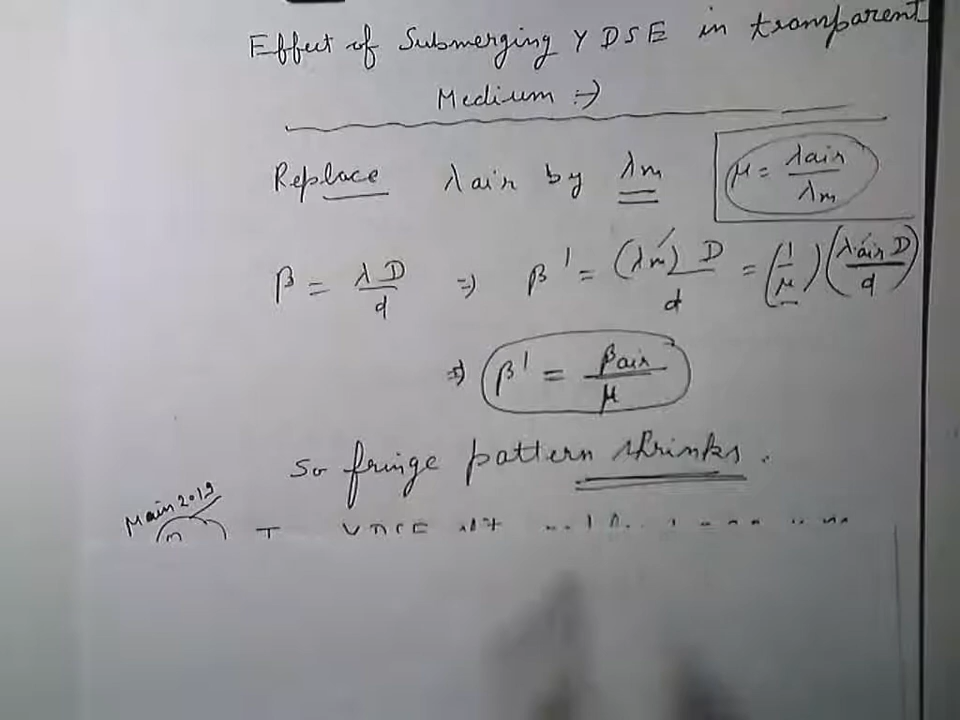 Effect of Submerging YDSE in transparent
Medium :→
Replace λair by λm μ = λair/λm
β = λD/d ⇒ β' = (λm) D/d = (1/μ)(λair D/d)
⇒ β' = βair/μ
So fringe pattern shrinks.
Main 2019